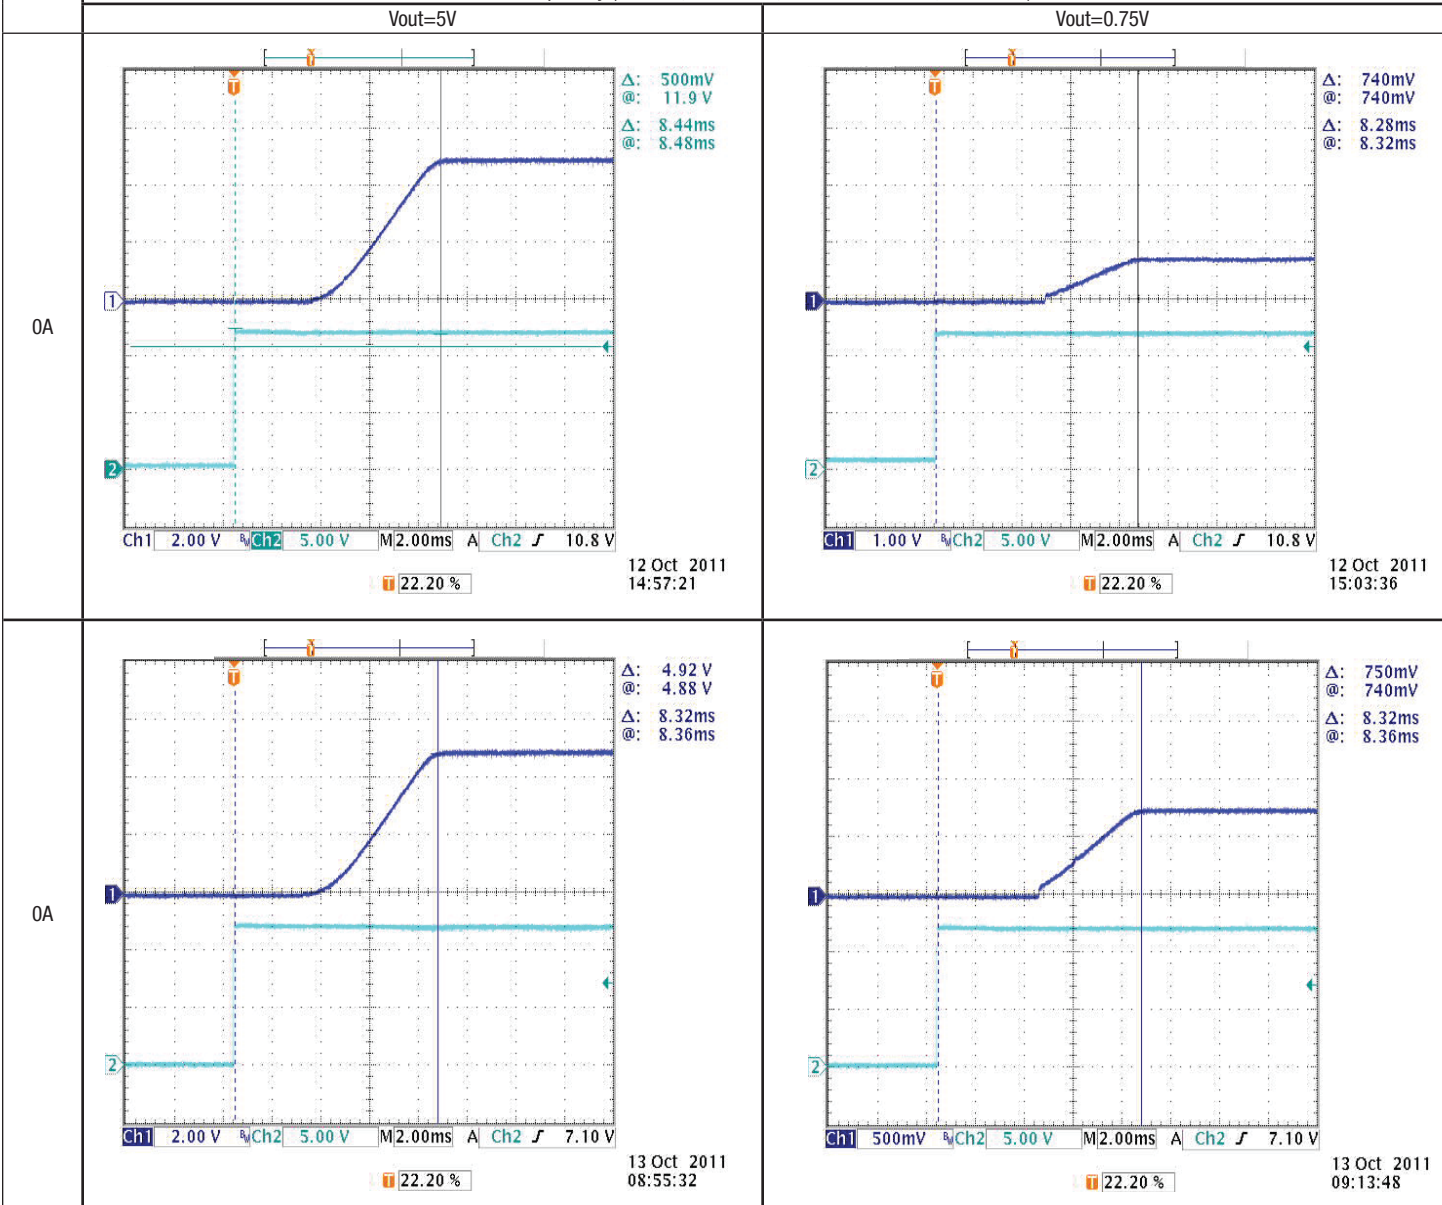 Vout=5V
Vout=0.75V
0A
Δ: 500mV
@: 11.9 V
Δ: 8.44ms
@: 8.48ms
1
2
Ch1 2.00 V Ch2 5.00 V M 2.00ms A Ch2 10.8 V
T 22.20 %
12 Oct 2011
14:57:21
Δ: 740mV
@: 740mV
Δ: 8.28ms
@: 8.32ms
1
2
Ch1 1.00 V Ch2 5.00 V M 2.00ms A Ch2 10.8 V
T 22.20 %
12 Oct 2011
15:03:36
0A
Δ: 4.92 V
@: 4.88 V
Δ: 8.32ms
@: 8.36ms
1
2
Ch1 2.00 V Ch2 5.00 V M 2.00ms A Ch2 7.10 V
T 22.20 %
13 Oct 2011
08:55:32
Δ: 750mV
@: 740mV
Δ: 8.32ms
@: 8.36ms
1
2
Ch1 500mV Ch2 5.00 V M 2.00ms A Ch2 7.10 V
T 22.20 %
13 Oct 2011
09:13:48